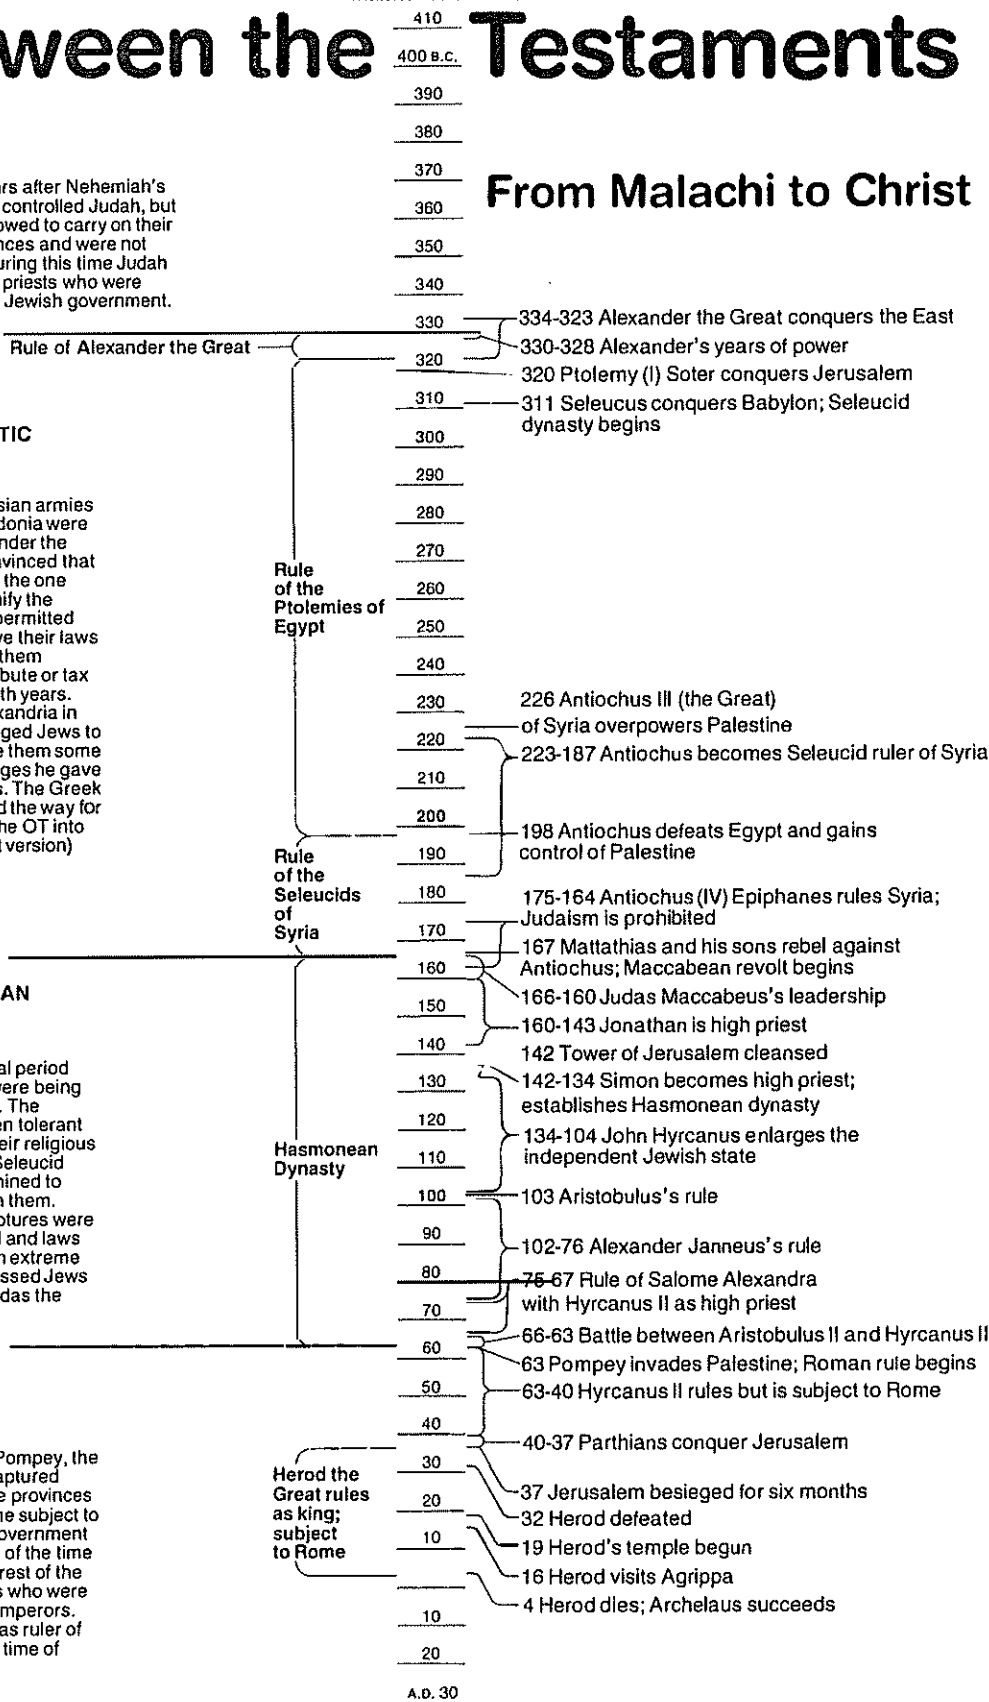 ween the Testaments
From Malachi to Christ
410
400 B.C.
390
380
370
360
350
340
330
320
310
300
290
280
270
260
250
240
230
220
210
200
190
180
170
160
150
140
130
120
110
100
90
80
70
60
50
40
30
20
10
10
20
A.D. 30
rs after Nehemiah's
controlled Judah, but
owed to carry on their
nces and were not
uring this time Judah
priests who were
Jewish government.
Rule of Alexander the Great
TIC
sian armies
donia were
nder the
nvinced that
the one
nify the
permitted
ve their laws
them
bute or tax
th years.
xandria in
ged Jews to
e them some
ges he gave
s. The Greek
d the way for
he OT into
t version)
Rule
of the
Ptolemies of
Egypt
Rule
of the
Seleucids
of
Syria
AN
al period
were being
. The
en tolerant
eir religious
Seleucid
nined to
n them.
ptures were
l and laws
n extreme
ssed Jews
das the
Hasmonean
Dynasty
Pompey, the
aptured
e provinces
ne subject to
overnment
of the time
rest of the
s who were
mperors.
as ruler of
time of
Herod the
Great rules
as king;
subject
to Rome
334-323 Alexander the Great conquers the East
330-328 Alexander's years of power
320 Ptolemy (I) Soter conquers Jerusalem
311 Seleucus conquers Babylon; Seleucid
dynasty begins
226 Antiochus III (the Great)
of Syria overpowers Palestine
223-187 Antiochus becomes Seleucid ruler of Syria
198 Antiochus defeats Egypt and gains
control of Palestine
175-164 Antiochus (IV) Epiphanes rules Syria;
Judaism is prohibited
167 Mattathias and his sons rebel against
Antiochus; Maccabean revolt begins
166-160 Judas Maccabeus's leadership
160-143 Jonathan is high priest
142 Tower of Jerusalem cleansed
142-134 Simon becomes high priest;
establishes Hasmonean dynasty
134-104 John Hyrcanus enlarges the
independent Jewish state
103 Aristobulus's rule
102-76 Alexander Janneus's rule
75-67 Rule of Salome Alexandra
with Hyrcanus II as high priest
66-63 Battle between Aristobulus II and Hyrcanus II
63 Pompey invades Palestine; Roman rule begins
63-40 Hyrcanus II rules but is subject to Rome
40-37 Parthians conquer Jerusalem
37 Jerusalem besieged for six months
32 Herod defeated
19 Herod's temple begun
16 Herod visits Agrippa
4 Herod dies; Archelaus succeeds